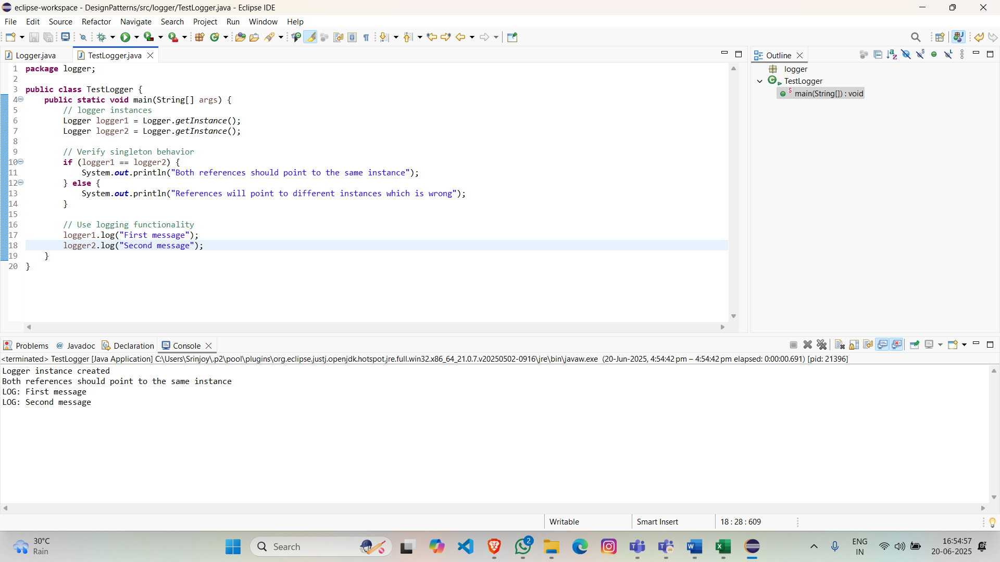 eclipse-workspace - DesignPatterns/src/logger/TestLogger.java - Eclipse IDE
File Edit Source Refactor Navigate Search Project Run Window Help
Logger.java
TestLogger.java
1 package logger;
2
3 public class TestLogger {
4 public static void main(String[] args) {
5 // logger instances
6 Logger logger1 = Logger.getInstance();
7 Logger logger2 = Logger.getInstance();
8
9 // Verify singleton behavior
10 if (logger1 == logger2) {
11 System.out.println("Both references should point to the same instance");
12 } else {
13 System.out.println("References will point to different instances which is wrong");
14 }
15
16 // Use logging functionality
17 logger1.log("First message");
18 logger2.log("Second message");
19 }
20 }
Outline
logger
TestLogger
main(String[]) : void
Problems Javadoc Declaration Console
<terminated> TestLogger [Java Application] C:\Users\Srinjoy\.p2\pool\plugins\org.eclipse.justj.openjdk.hotspot.jre.full.win32.x86_64_21.0.7.v20250502-0916\jre\bin\javaw.exe (20-Jun-2025, 4:54:42 pm – 4:54:42 pm elapsed: 0:00:00.691) [pid: 21396]
Logger instance created
Both references should point to the same instance
LOG: First message
LOG: Second message
Writable
Smart Insert
18 : 28 : 609
30°C
Rain
Search
2
ENG
IN
16:54:57
20-06-2025